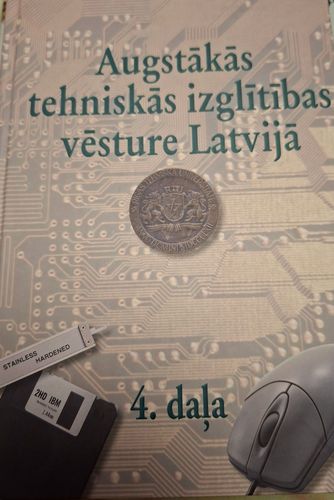 Augstākās
tehniskās izglītības
vēsture Latvijā
STAINLESS
HARDENED
2HD IBM
4. daļa